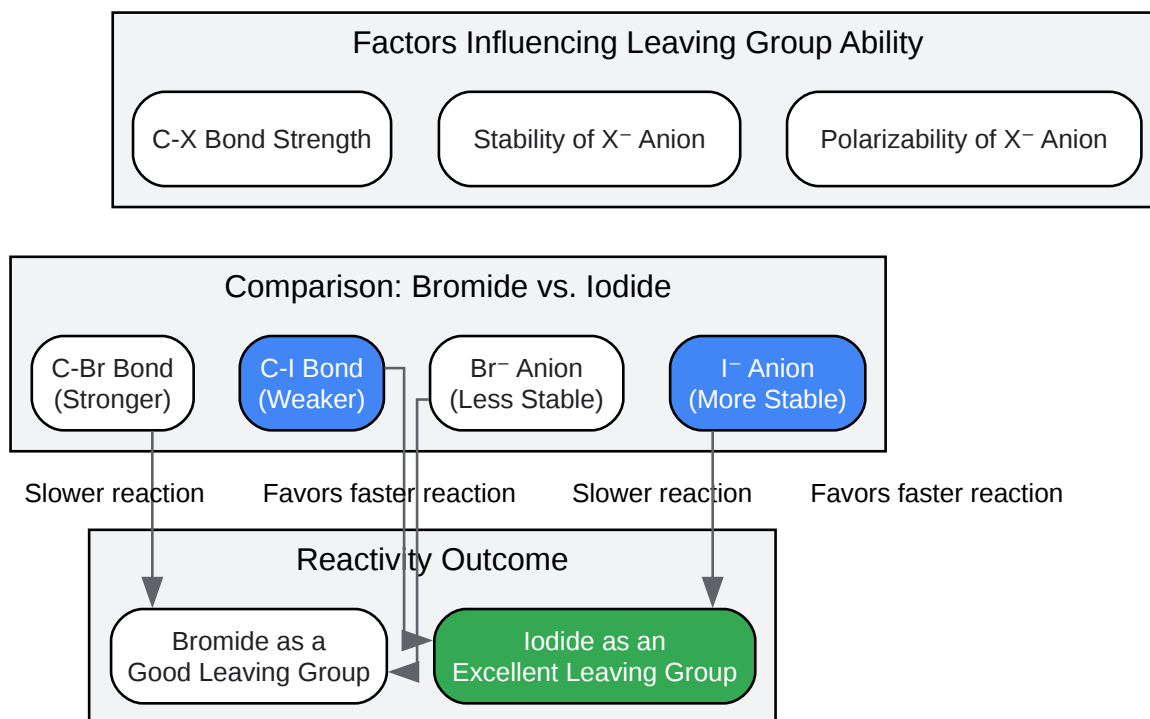 Factors Influencing Leaving Group Ability
C-X Bond Strength
Stability of X⁻ Anion
Polarizability of X⁻ Anion
Comparison: Bromide vs. Iodide
C-Br Bond
(Stronger)
C-I Bond
(Weaker)
Br⁻ Anion
(Less Stable)
I⁻ Anion
(More Stable)
Slower reaction
Favors faster reaction
Slower reaction
Favors faster reaction
Reactivity Outcome
Bromide as a
Good Leaving Group
Iodide as an
Excellent Leaving Group